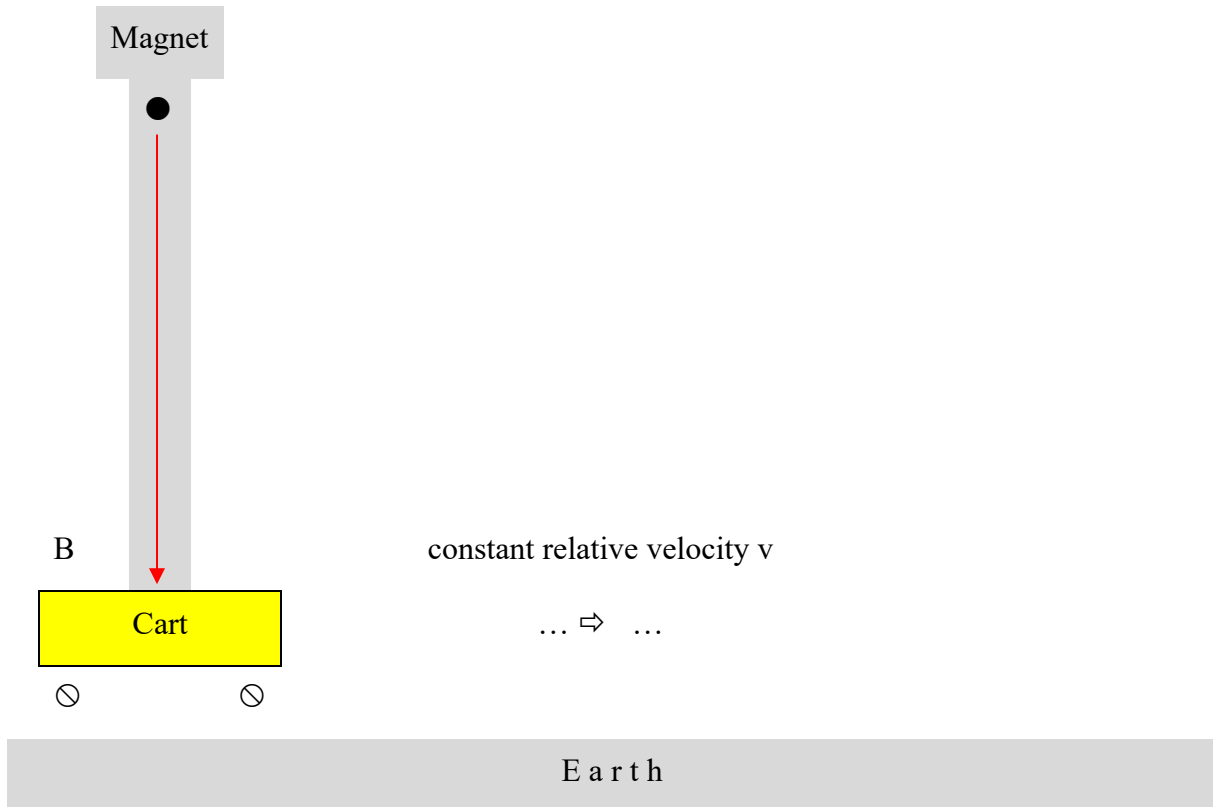 Magnet
B
constant relative velocity v
Cart
… ⇨ …
E a r t h